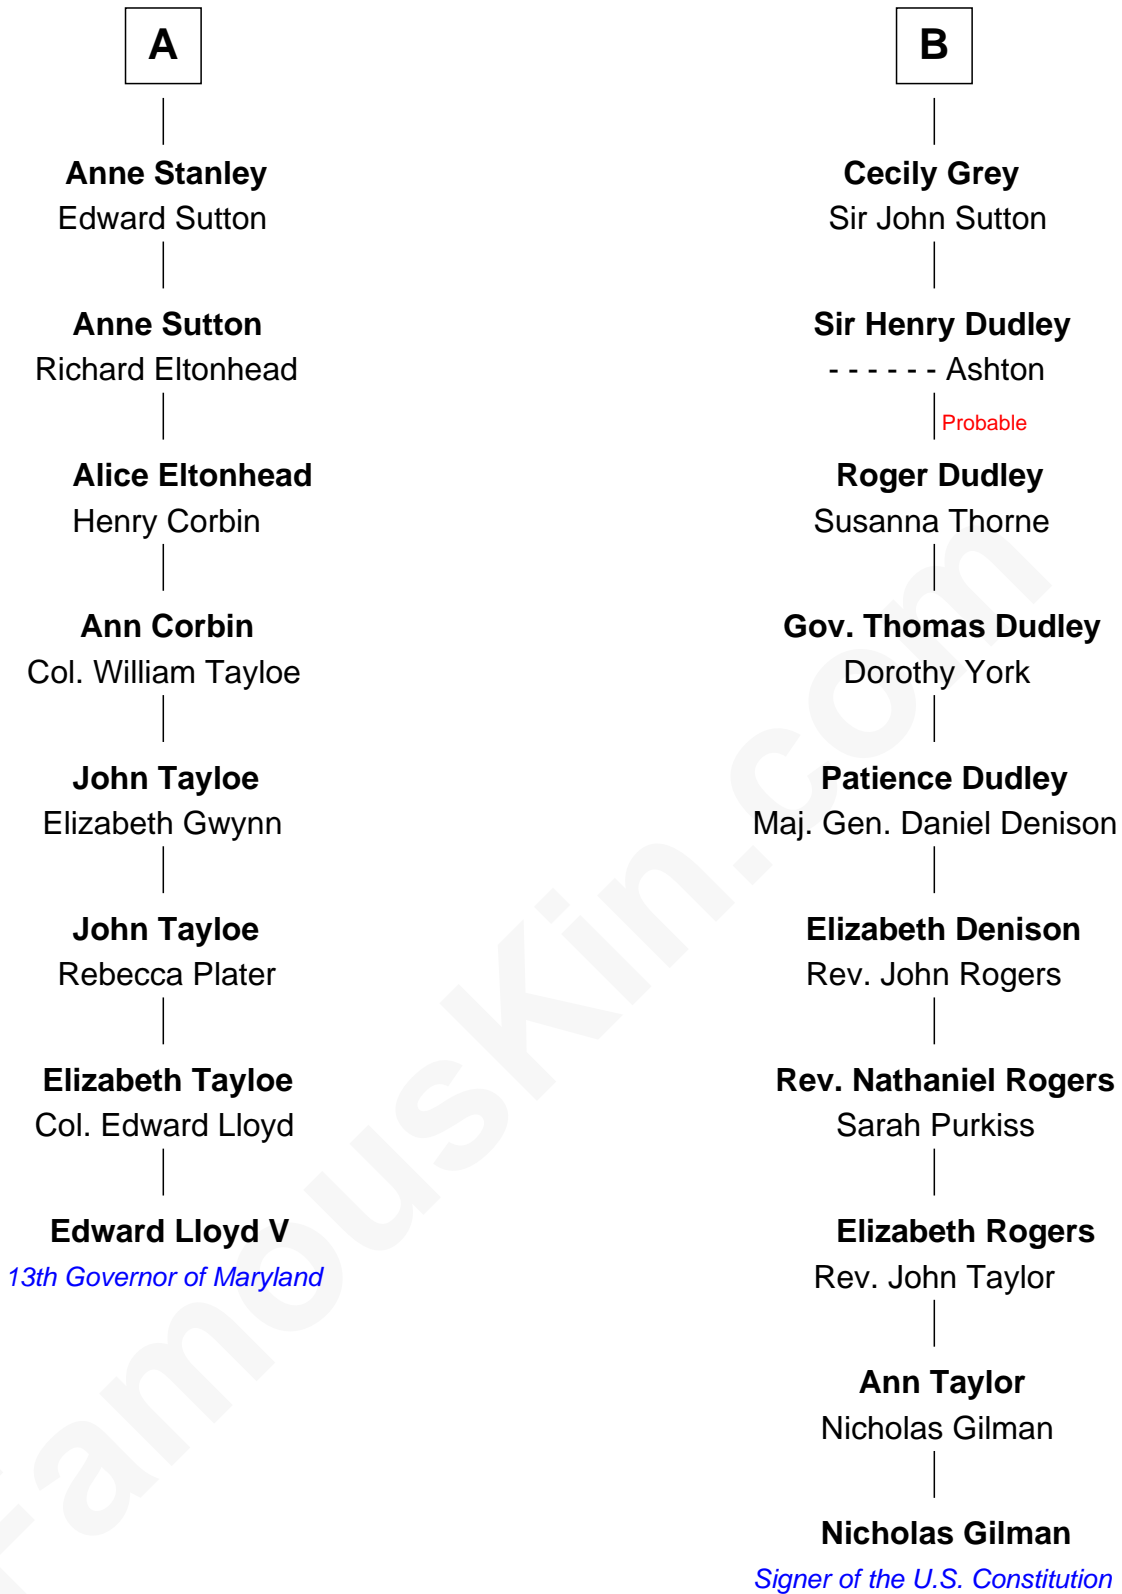 A
Anne Stanley
Edward Sutton
Anne Sutton
Richard Eltonhead
Alice Eltonhead
Henry Corbin
Ann Corbin
Col. William Tayloe
John Tayloe
Elizabeth Gwynn
John Tayloe
Rebecca Plater
Elizabeth Tayloe
Col. Edward Lloyd
Edward Lloyd V
13th Governor of Maryland
B
Cecily Grey
Sir John Sutton
Sir Henry Dudley
- - - - - - Ashton
Probable
Roger Dudley
Susanna Thorne
Gov. Thomas Dudley
Dorothy York
Patience Dudley
Maj. Gen. Daniel Denison
Elizabeth Denison
Rev. John Rogers
Rev. Nathaniel Rogers
Sarah Purkiss
Elizabeth Rogers
Rev. John Taylor
Ann Taylor
Nicholas Gilman
Nicholas Gilman
Signer of the U.S. Constitution
FamousKin.com